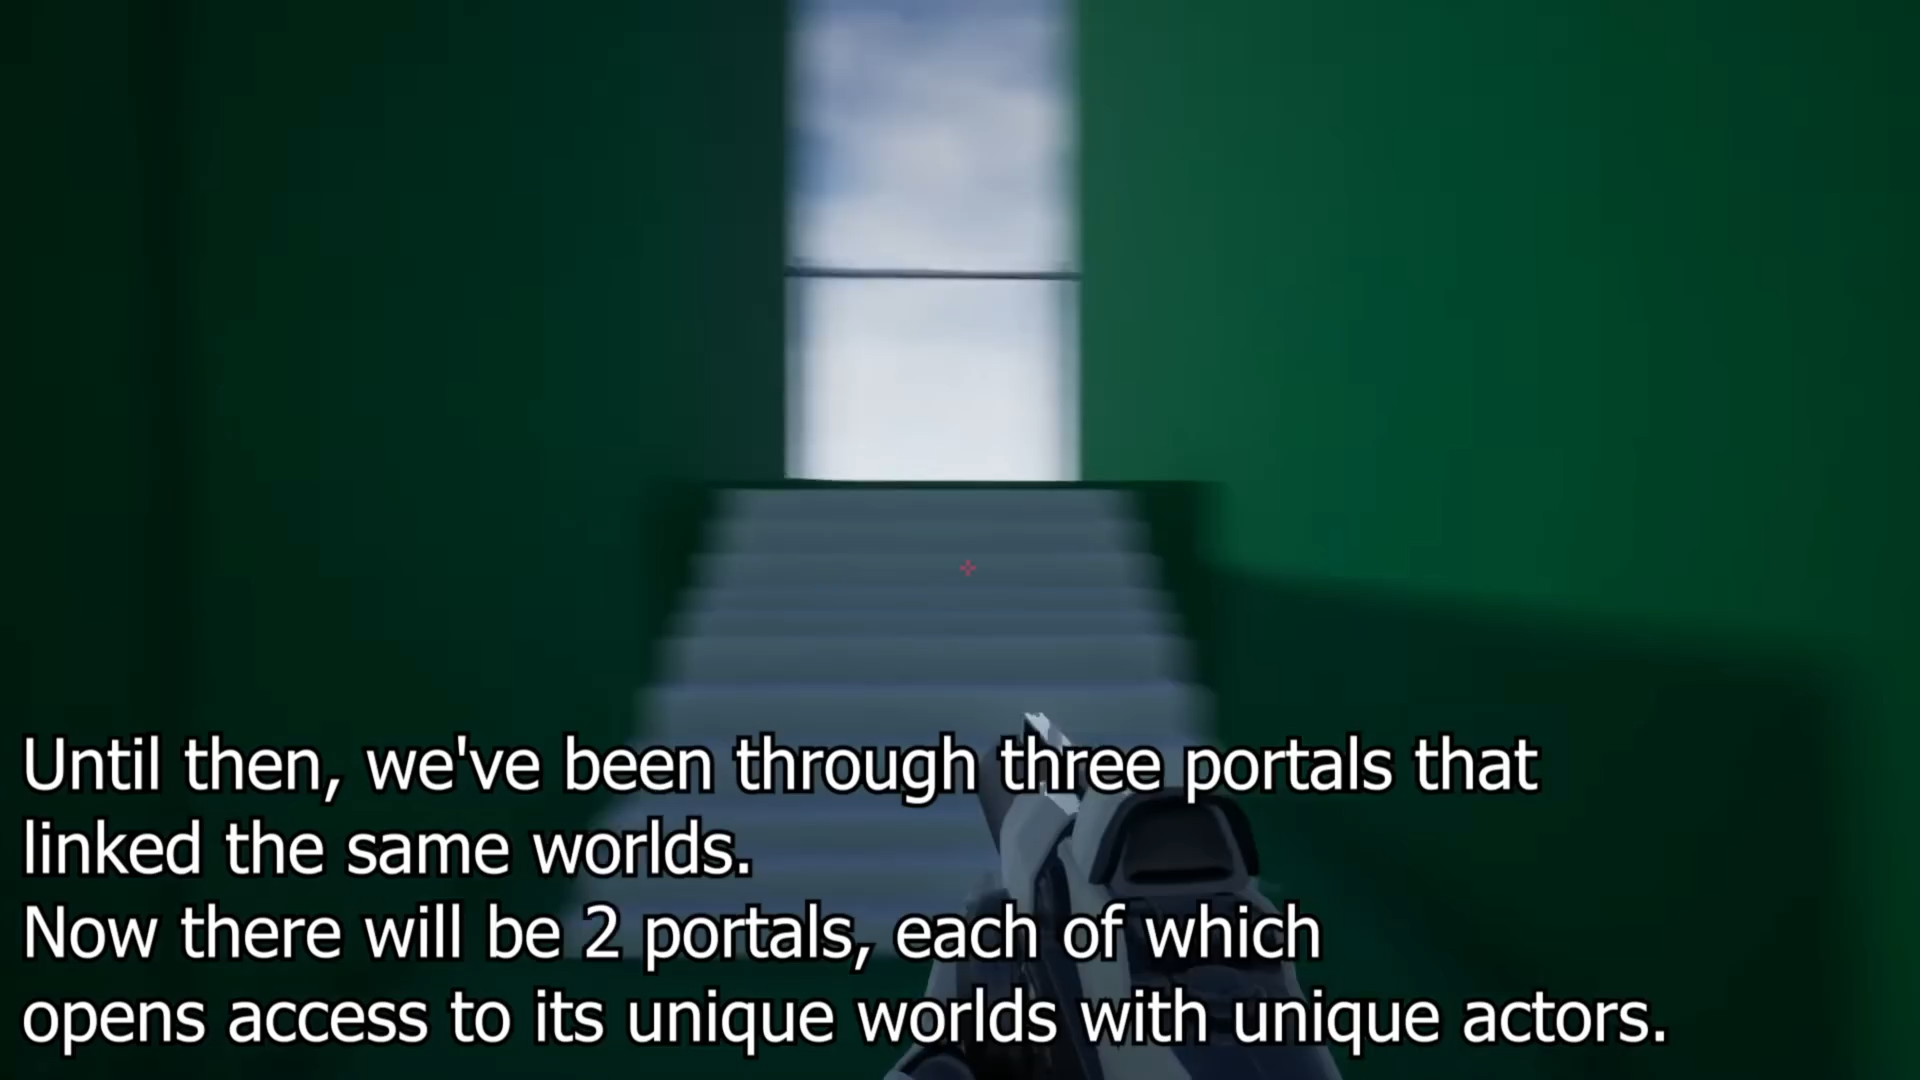 Until then, we've been through three portals that
linked the same worlds.
Now there will be 2 portals, each of which
opens access to its unique worlds with unique actors.